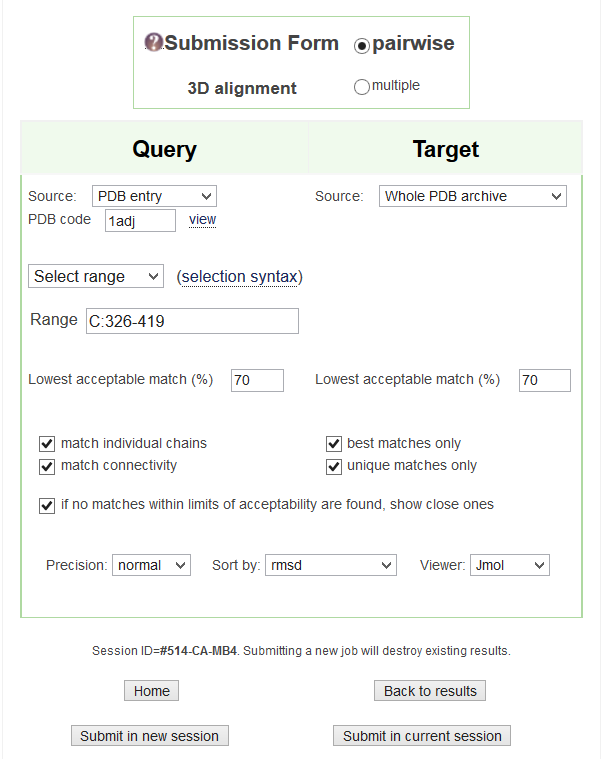 Submission Form pairwise
3D alignment multiple
Query Target
Source: PDB entry Source: Whole PDB archive
PDB code 1adj view
Select range (selection syntax)
Range C:326-419
Lowest acceptable match (%) 70 Lowest acceptable match (%) 70
match individual chains best matches only
match connectivity unique matches only
if no matches within limits of acceptability are found, show close ones
Precision: normal Sort by: rmsd Viewer: Jmol
Session ID=#514-CA-MB4. Submitting a new job will destroy existing results.
Home Back to results
Submit in new session Submit in current session